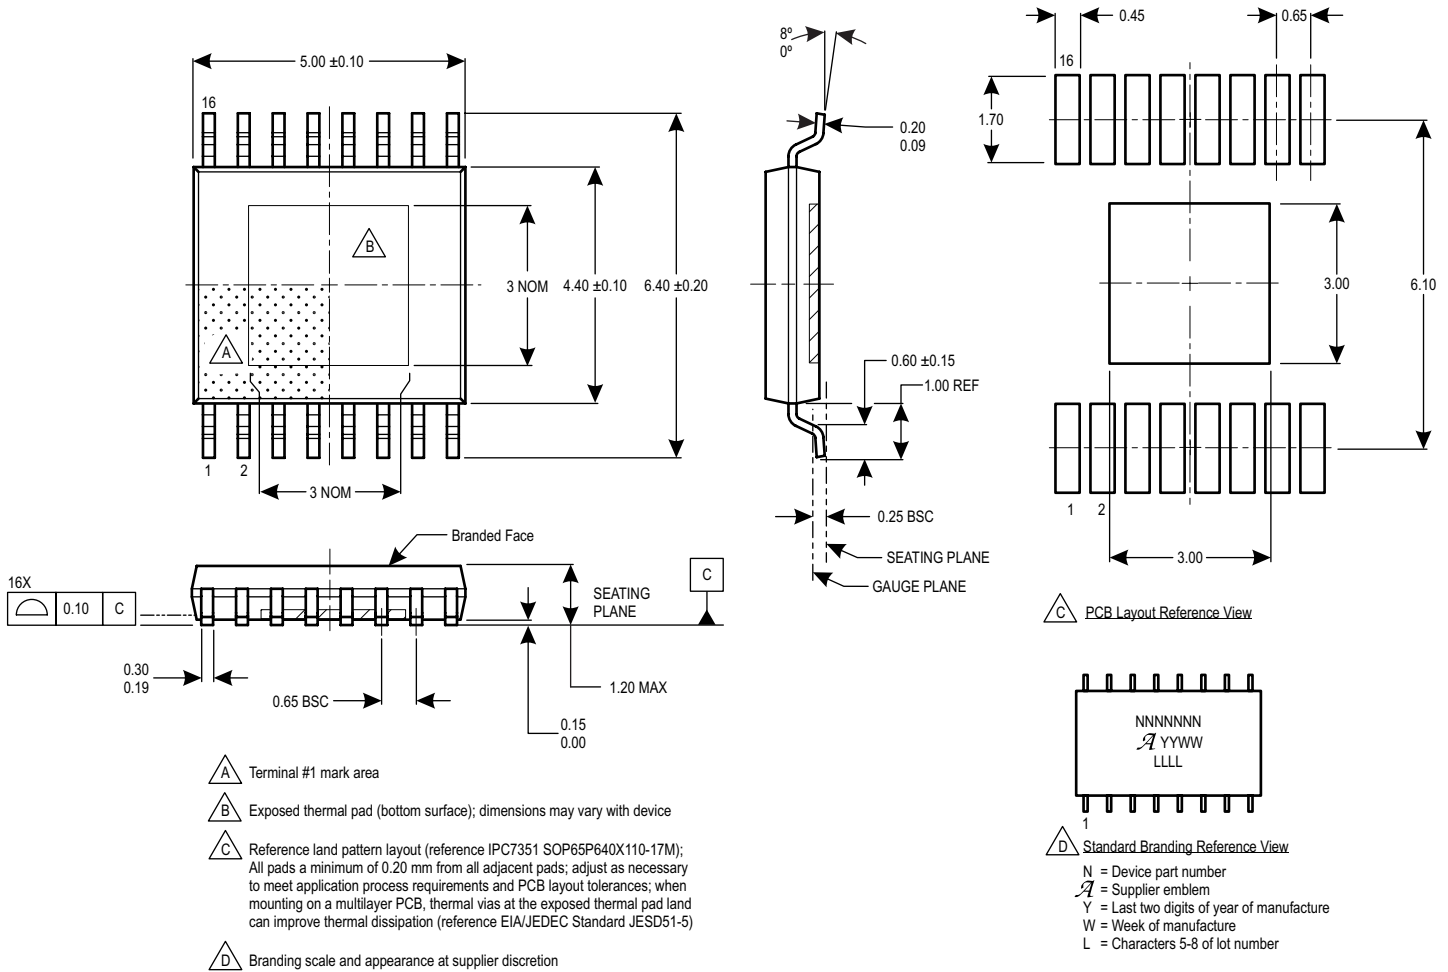 5.00 ±0.10
16
B
A
3 NOM
4.40 ±0.10
6.40 ±0.20
1
2
3 NOM
8º
0º
0.20
0.09
0.60 ±0.15
1.00 REF
0.25 BSC
SEATING PLANE
GAUGE PLANE
0.45
0.65
16
1.70
3.00
6.10
1
2
3.00
C
PCB Layout Reference View
Branded Face
16X
0.10
C
SEATING
PLANE
C
0.30
0.19
0.65 BSC
1.20 MAX
0.15
0.00
NNNNNNN
A YYWW
LLLL
1
D
Standard Branding Reference View
N = Device part number
A = Supplier emblem
Y = Last two digits of year of manufacture
W = Week of manufacture
L = Characters 5-8 of lot number
A Terminal #1 mark area
B Exposed thermal pad (bottom surface); dimensions may vary with device
C Reference land pattern layout (reference IPC7351 SOP65P640X110-17M);
All pads a minimum of 0.20 mm from all adjacent pads; adjust as necessary
to meet application process requirements and PCB layout tolerances; when
mounting on a multilayer PCB, thermal vias at the exposed thermal pad land
can improve thermal dissipation (reference EIA/JEDEC Standard JESD51-5)
D Branding scale and appearance at supplier discretion